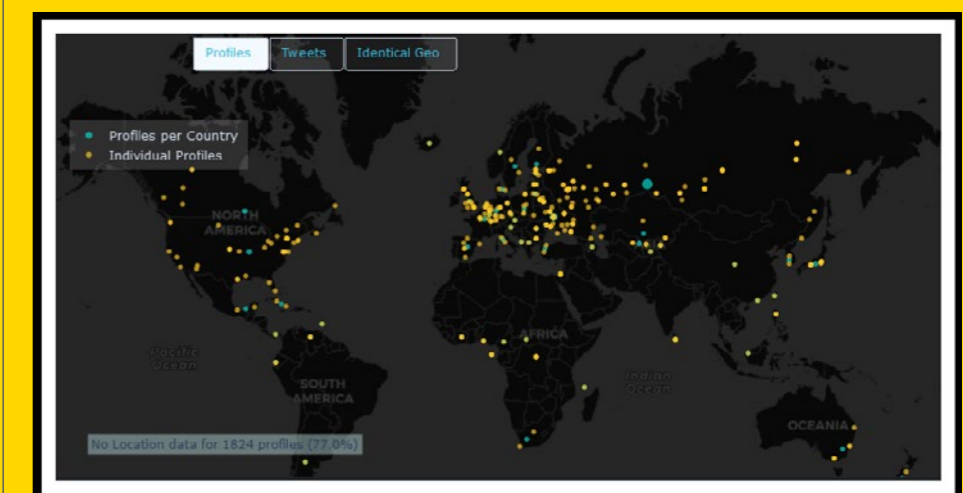 Profiles
Tweets
Identical Geo
Profiles per Country
Individual Profiles
NORTH
AMERICA
AFRICA
Pacific
Ocean
Indian
Ocean
SOUTH
AMERICA
OCEANIA
No Location data for 1824 profiles (77.0%)